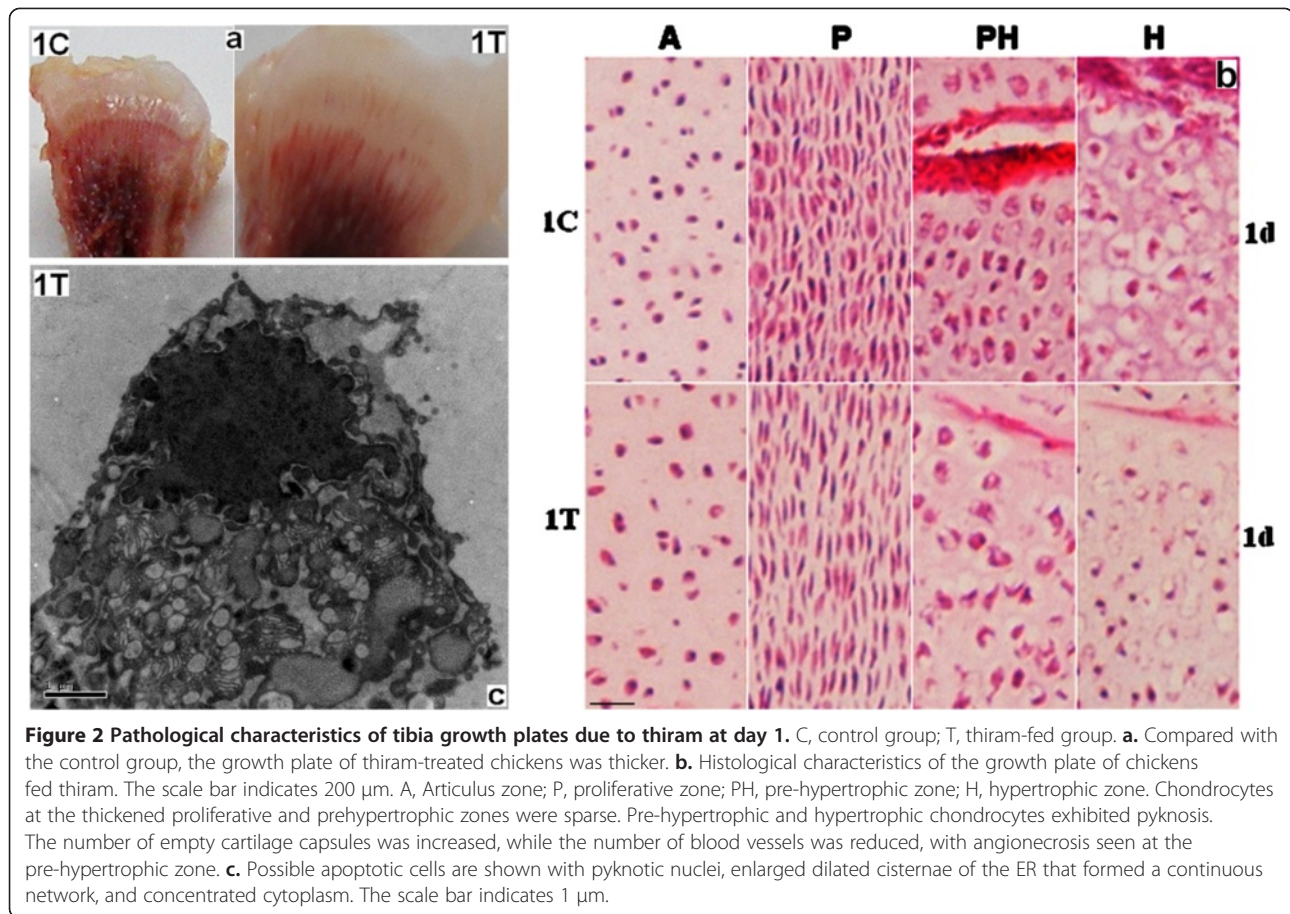 1C a 1T
A P PH H
b
1C 1d
1T
1T 1d
1 µm
c
Figure 2 Pathological characteristics of tibia growth plates due to thiram at day 1. C, control group; T, thiram-fed group. a. Compared with
the control group, the growth plate of thiram-treated chickens was thicker. b. Histological characteristics of the growth plate of chickens
fed thiram. The scale bar indicates 200 μm. A, Articulus zone; P, proliferative zone; PH, pre-hypertrophic zone; H, hypertrophic zone. Chondrocytes
at the thickened proliferative and prehypertrophic zones were sparse. Pre-hypertrophic and hypertrophic chondrocytes exhibited pyknosis.
The number of empty cartilage capsules was increased, while the number of blood vessels was reduced, with angionecrosis seen at the
pre-hypertrophic zone. c. Possible apoptotic cells are shown with pyknotic nuclei, enlarged dilated cisternae of the ER that formed a continuous
network, and concentrated cytoplasm. The scale bar indicates 1 μm.